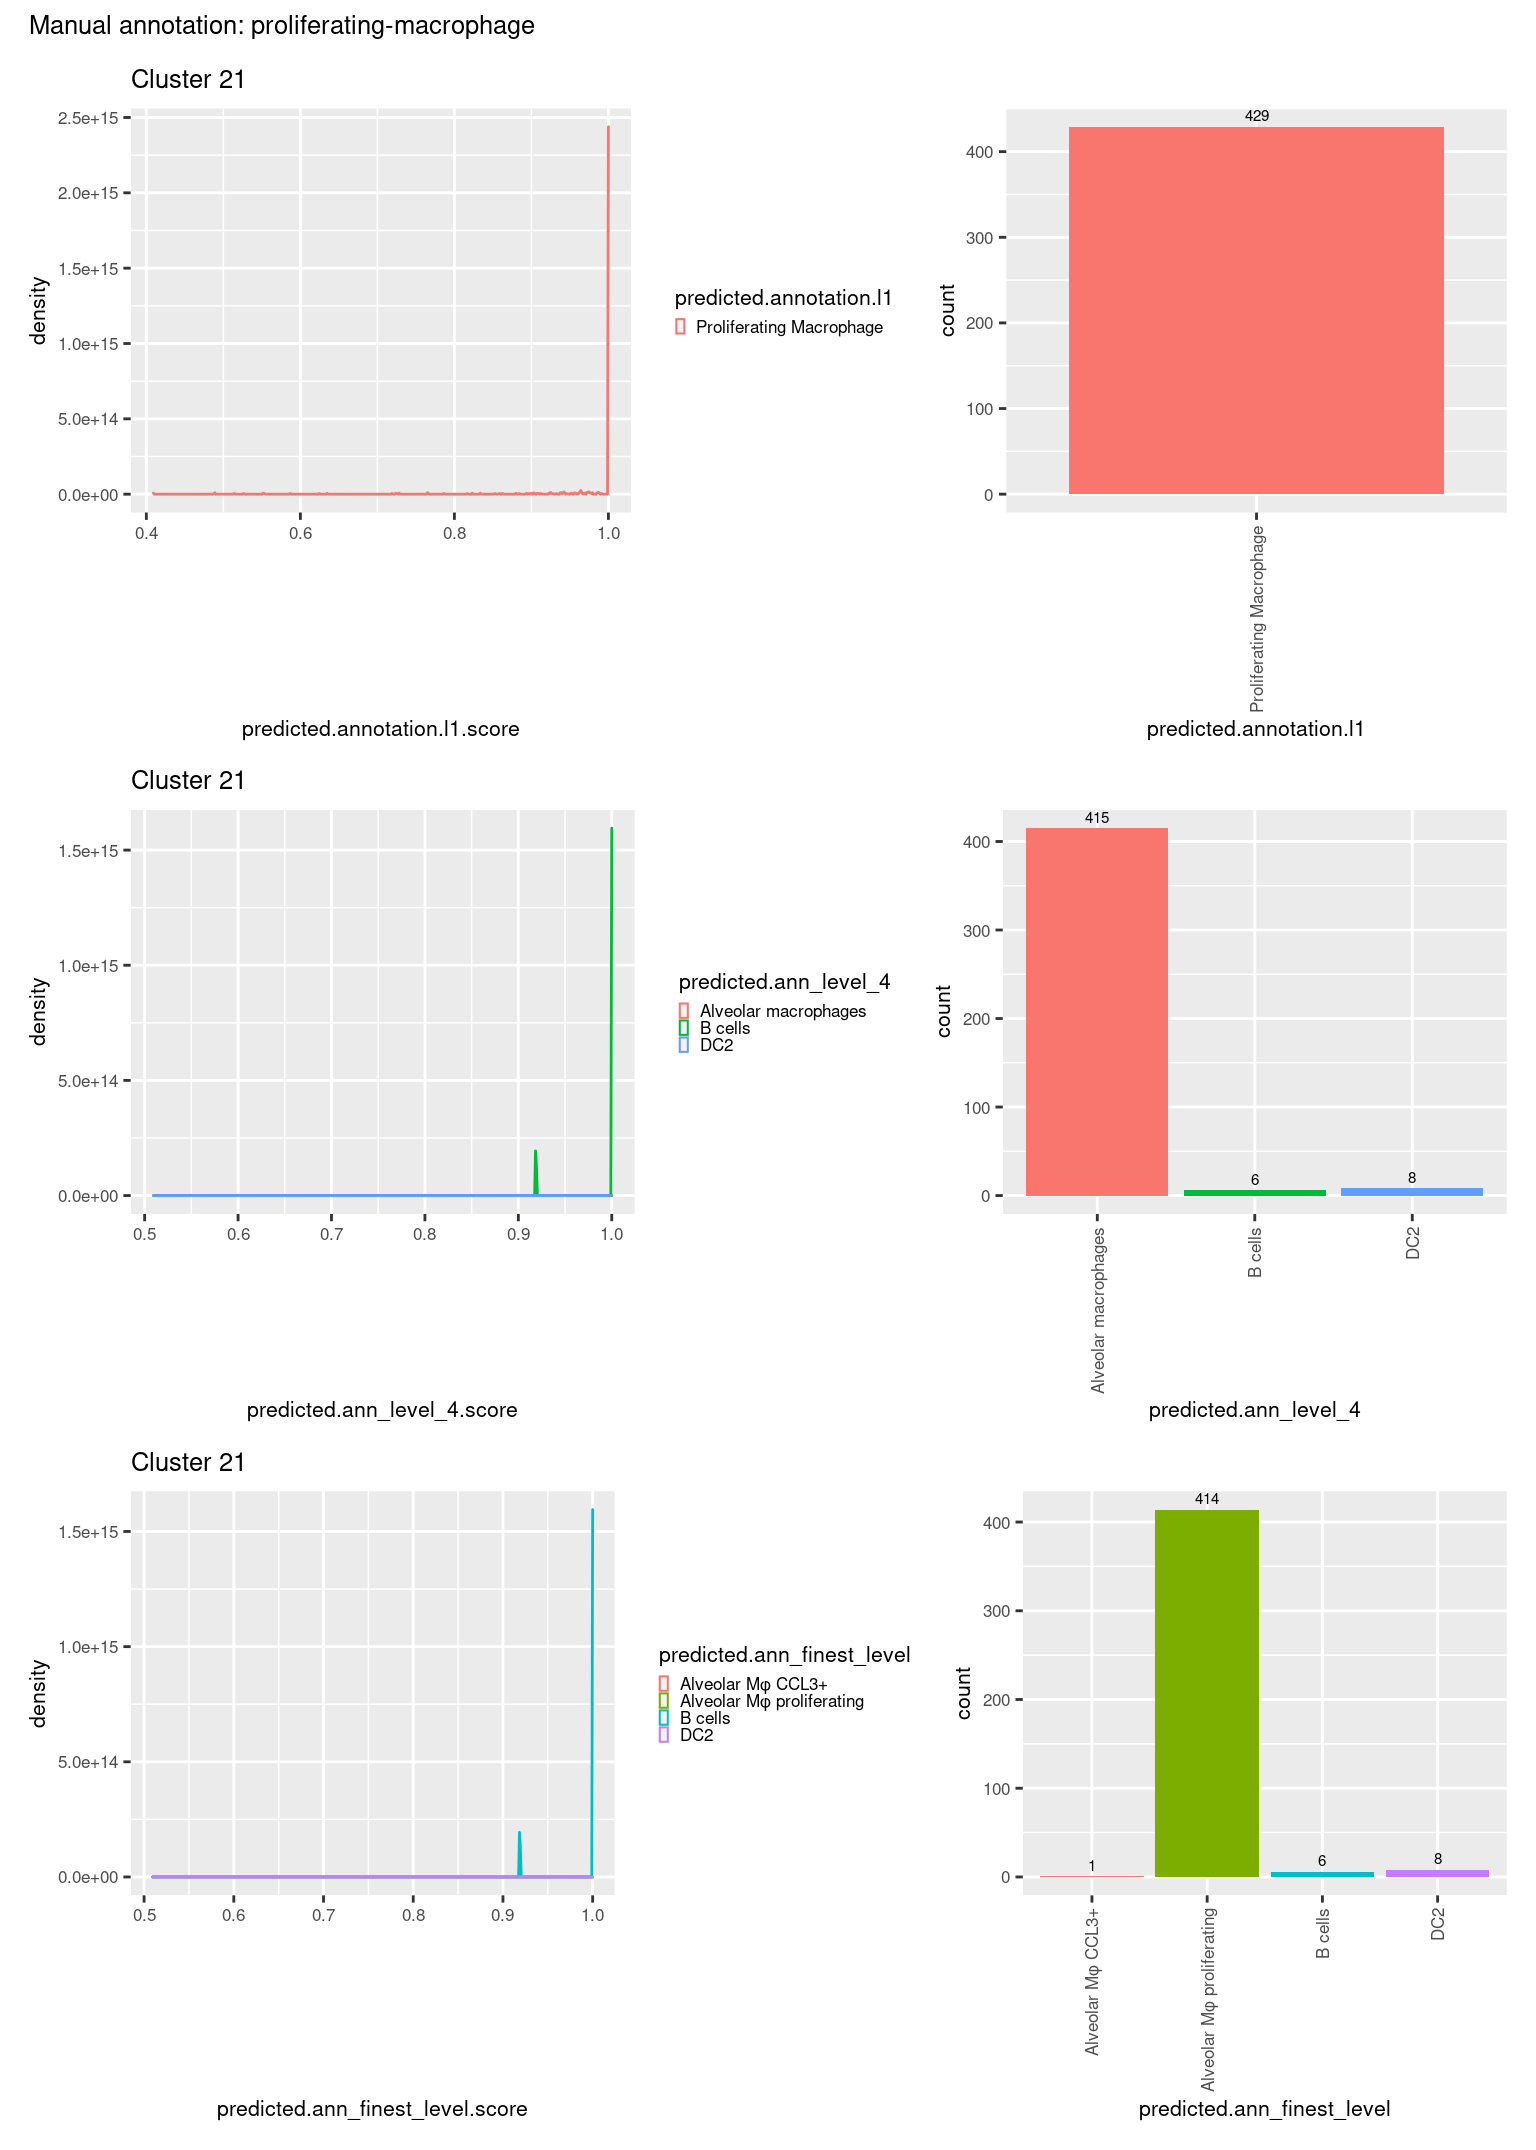 Manual annotation: proliferating-macrophage
Cluster 21
2.5e+15
2.0e+15
1.5e+15
1.0e+15
5.0e+14
0.0e+00
density
0.4
0.6
0.8
1.0
predicted.annotation.l1.score
predicted.annotation.l1
Proliferating Macrophage
429
400
300
200
100
0
count
Proliferating Macrophage
predicted.annotation.l1
Cluster 21
1.5e+15
1.0e+15
5.0e+14
0.0e+00
density
0.5
0.6
0.7
0.8
0.9
1.0
predicted.ann_level_4.score
predicted.ann_level_4
Alveolar macrophages
B cells
DC2
415
6
8
400
300
200
100
0
count
Alveolar macrophages
B cells
DC2
predicted.ann_level_4
Cluster 21
1.5e+15
1.0e+15
5.0e+14
0.0e+00
density
0.5
0.6
0.7
0.8
0.9
1.0
predicted.ann_finest_level.score
predicted.ann_finest_level
Alveolar Mφ CCL3+
Alveolar Mφ proliferating
B cells
DC2
1
414
6
8
400
300
200
100
0
count
Alveolar Mφ CCL3+
Alveolar Mφ proliferating
B cells
DC2
predicted.ann_finest_level